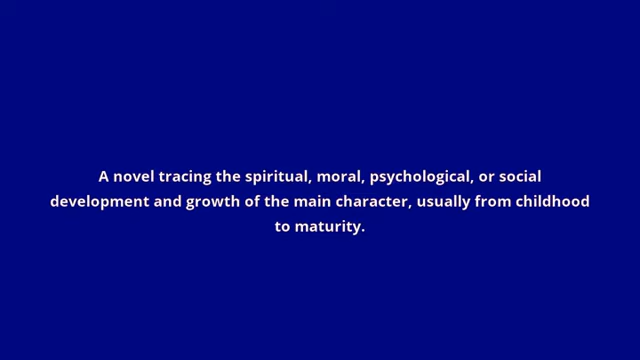 A novel tracing the spiritual, moral, psychological, or social
development and growth of the main character, usually from childhood
to maturity.